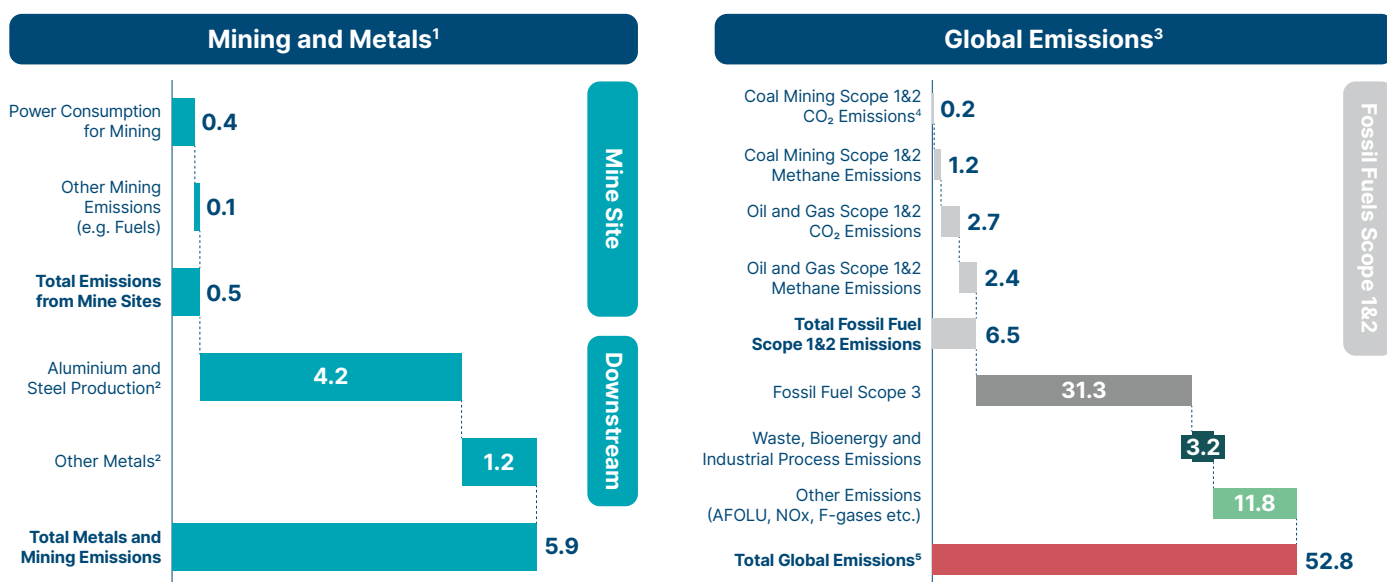 Mining and Metals¹
Power Consumption
for Mining
0.4
Other Mining
Emissions
(e.g. Fuels)
0.1
Total Emissions
from Mine Sites
0.5
Aluminium and
Steel Production²
4.2
Other Metals²
1.2
Total Metals and
Mining Emissions
5.9
Mine Site
Downstream
Global Emissions³
Coal Mining Scope 1&2
CO₂ Emissions⁴
0.2
Coal Mining Scope 1&2
Methane Emissions
1.2
Oil and Gas Scope 1&2
CO₂ Emissions
2.7
Oil and Gas Scope 1&2
Methane Emissions
2.4
Total Fossil Fuel
Scope 1&2 Emissions
6.5
Fossil Fuel Scope 3
31.3
Waste, Bioenergy and
Industrial Process Emissions
3.2
Other Emissions
(AFOLU, NOx, F-gases etc.)
11.8
Total Global Emissions⁵
52.8
Fossil Fuels Scope 1&2